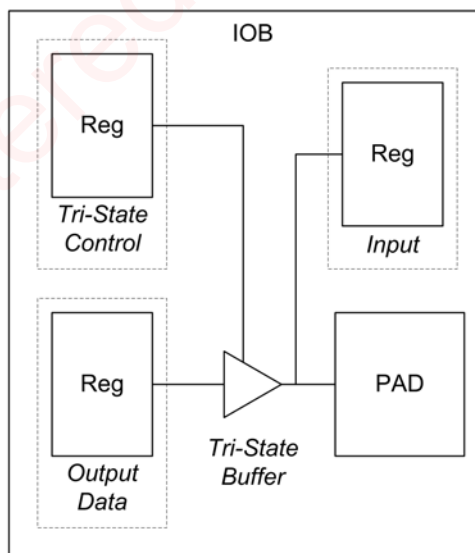 IOB
Reg
Tri-State
Control
Reg
Input
Reg
Output
Data
Tri-State
Buffer
PAD